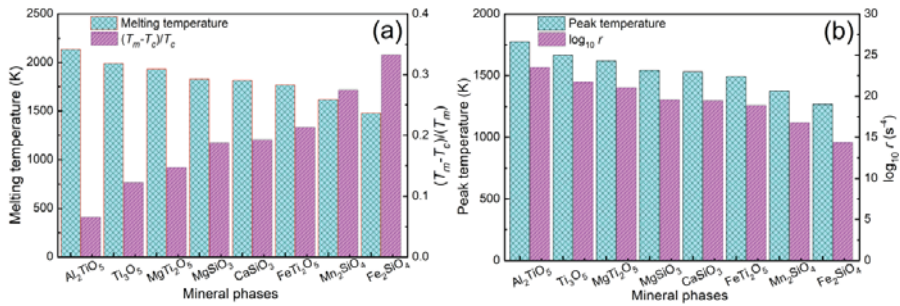 (a)
Melting temperature
(Tm-Tc)/Tc
Melting temperature (K)
2500
2000
1500
1000
500
0
0.4
0.3
0.2
0.1
0.0
(Tm-Tc)/(Tm)
Al2TiO5 Ti3O5 MgTi2O5 MgSiO3 CaSiO3 FeTi2O5 Mn2SiO4 Fe2SiO4
Mineral phases
(b)
Peak temperature
log10 r
Peak temperature (K)
2000
1500
1000
500
0
30
25
20
15
10
5
0
log10 r (s-1)
Al2TiO5 Ti3O5 MgTi2O5 MgSiO3 CaSiO3 FeTi2O5 Mn2SiO4 Fe2SiO4
Mineral phases